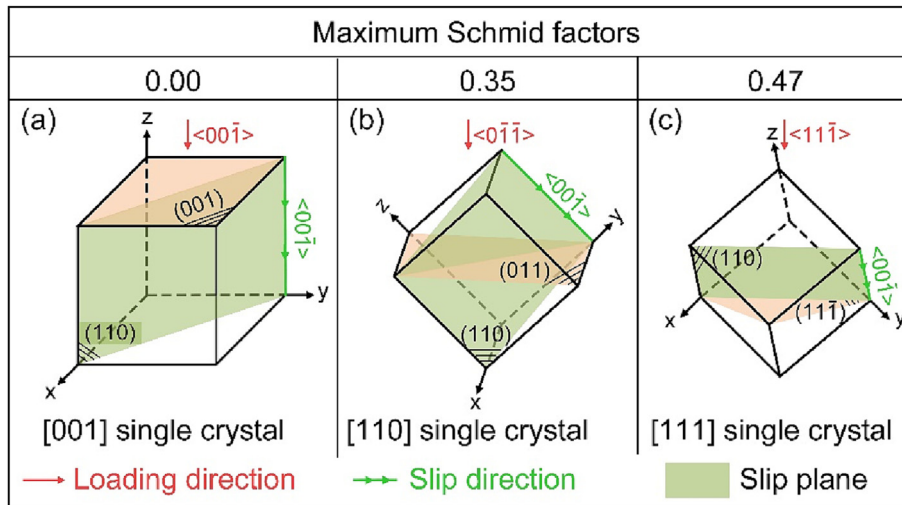 Maximum Schmid factors
0.00 0.35 0.47
(a) z <001̄> (001) <001̄> y (110) x
(b) <01̄1̄> <001̄> z y (011) (110) x
(c) z <111̄> (110) <001̄> x (111̄) y
[001] single crystal [110] single crystal [111] single crystal
Loading direction Slip direction Slip plane